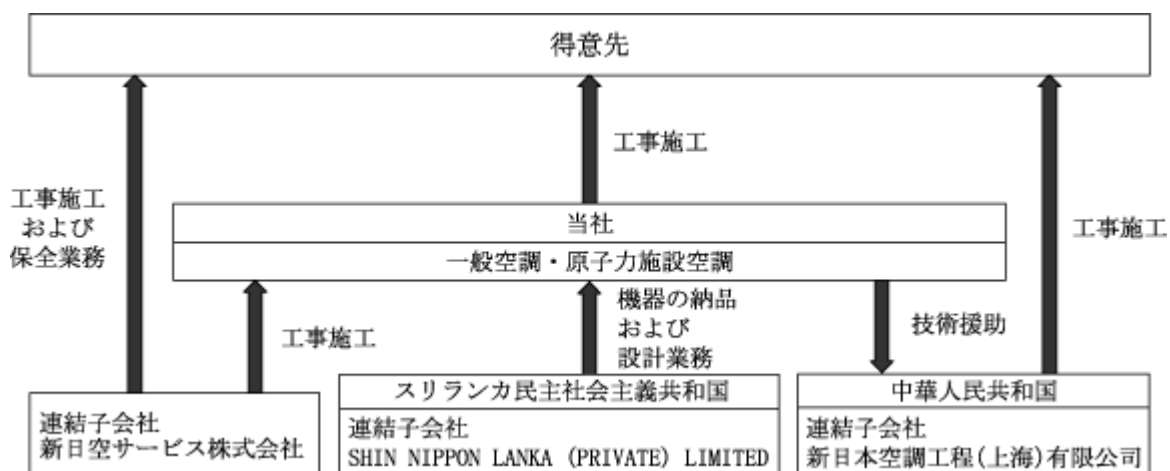 得意先
工事施工
工事施工
および
保全業務
当社
工事施工
一般空調・原子力施設空調
機器の納品
および
設計業務
工事施工
技術援助
スリランカ民主社会主義共和国
中華人民共和国
連結子会社
新日空サービス株式会社
連結子会社
SHIN NIPPON LANKA (PRIVATE) LIMITED
連結子会社
新日本空調工程(上海)有限公司